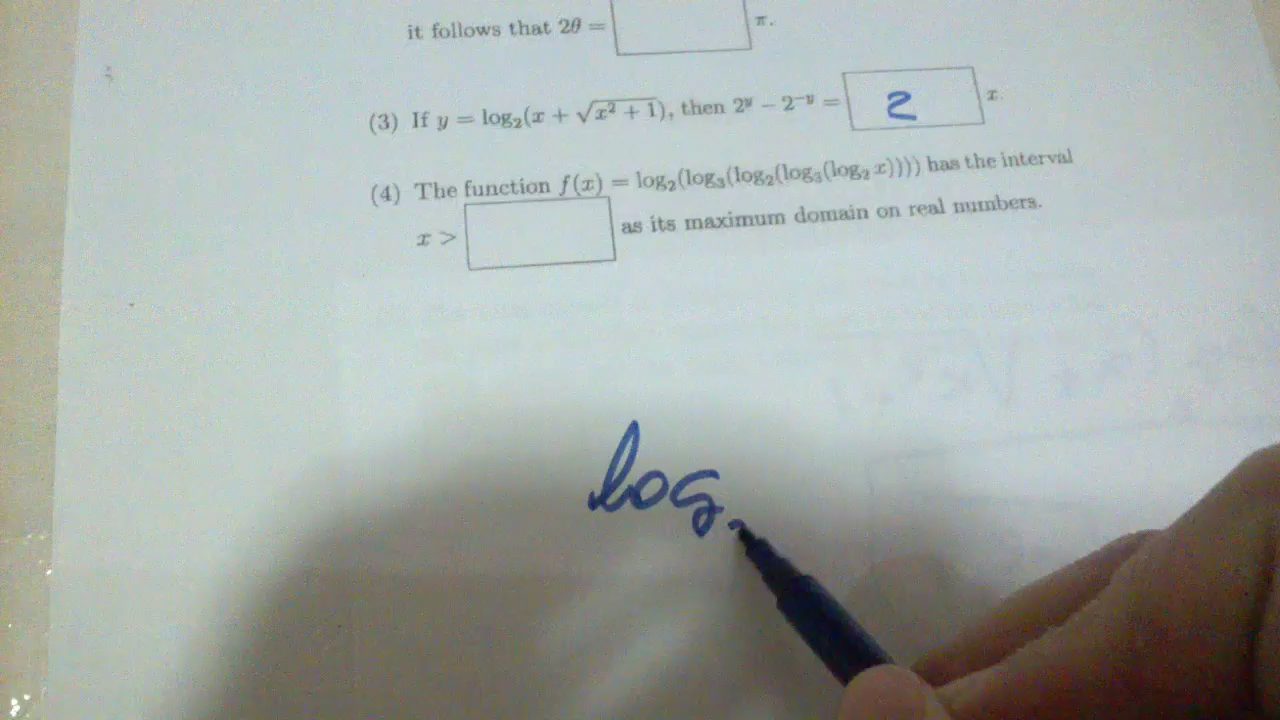 it follows that 2θ = π.
(3) If y = log₂(x + √(x² + 1)), then 2ʸ − 2⁻ʸ = 2 x.
(4) The function f(x) = log₂(log₃(log₂(log₃(log₂ x)))) has the interval
x > as its maximum domain on real numbers.
log